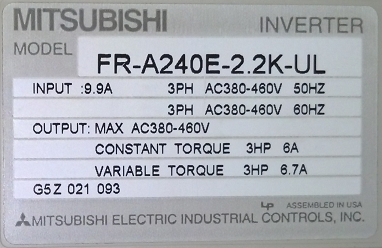 MITSUBISHI INVERTER
MODEL FR-A240E-2.2K-UL
INPUT :9.9A 3PH AC380-460V 50HZ
3PH AC380-460V 60HZ
OUTPUT: MAX AC380-460V
CONSTANT TORQUE 3HP 6A
VARIABLE TORQUE 3HP 6.7A
G5Z 021 093
LP ASSEMBLED IN USA
MITSUBISHI ELECTRIC INDUSTRIAL CONTROLS, INC.